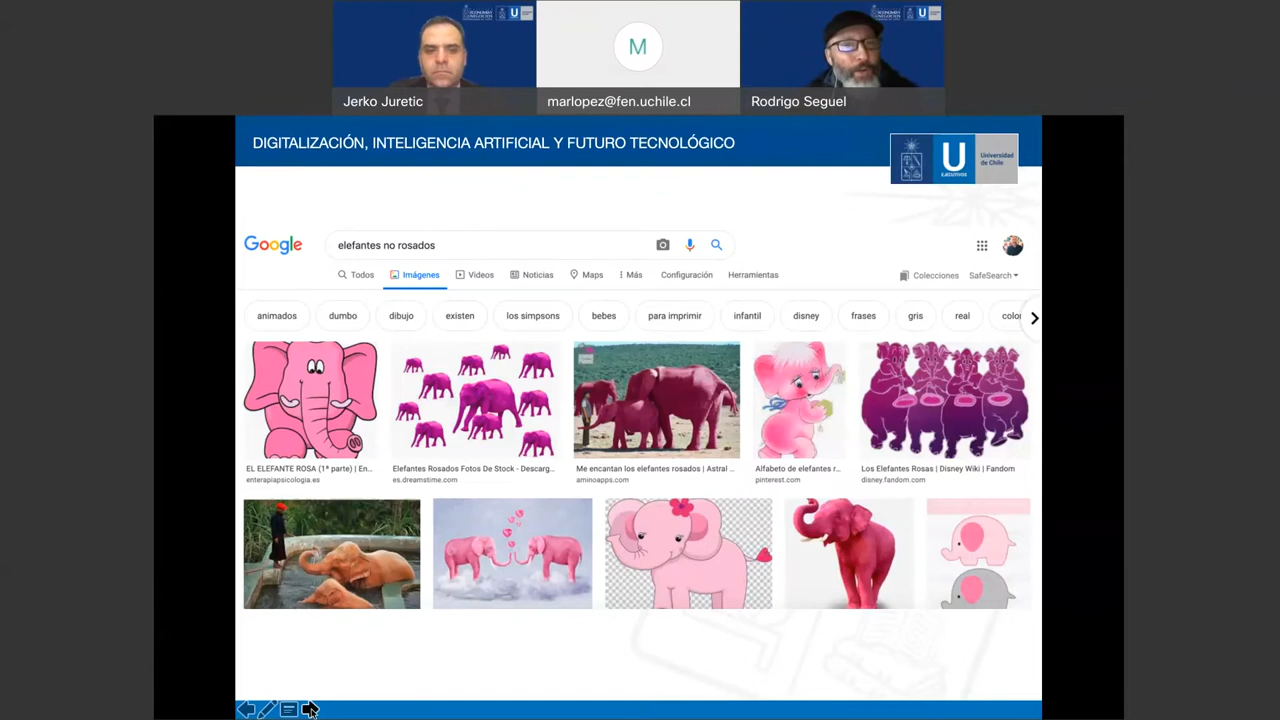 M
Jerko Juretic
marlopez@fen.uchile.cl
Rodrigo Seguel
DIGITALIZACIÓN, INTELIGENCIA ARTIFICIAL Y FUTURO TECNOLÓGICO
U
EJECUTIVOS
Universidad
de Chile
Google
elefantes no rosados
Todos
Imágenes
Videos
Noticias
Maps
Más
Configuración
Herramientas
Colecciones
SafeSearch
animados
dumbo
dibujo
existen
los simpsons
bebes
para imprimir
infantil
disney
frases
gris
real
color
EL ELEFANTE ROSA (1ª parte) | En...
enterapiapsicologia.es
Elefantes Rosados Fotos De Stock - Descarg...
es.dreamstime.com
Me encantan los elefantes rosados | Astral ...
aminoapps.com
Alfabeto de elefantes r...
pinterest.com
Los Elefantes Rosas | Disney Wiki | Fandom
disney.fandom.com